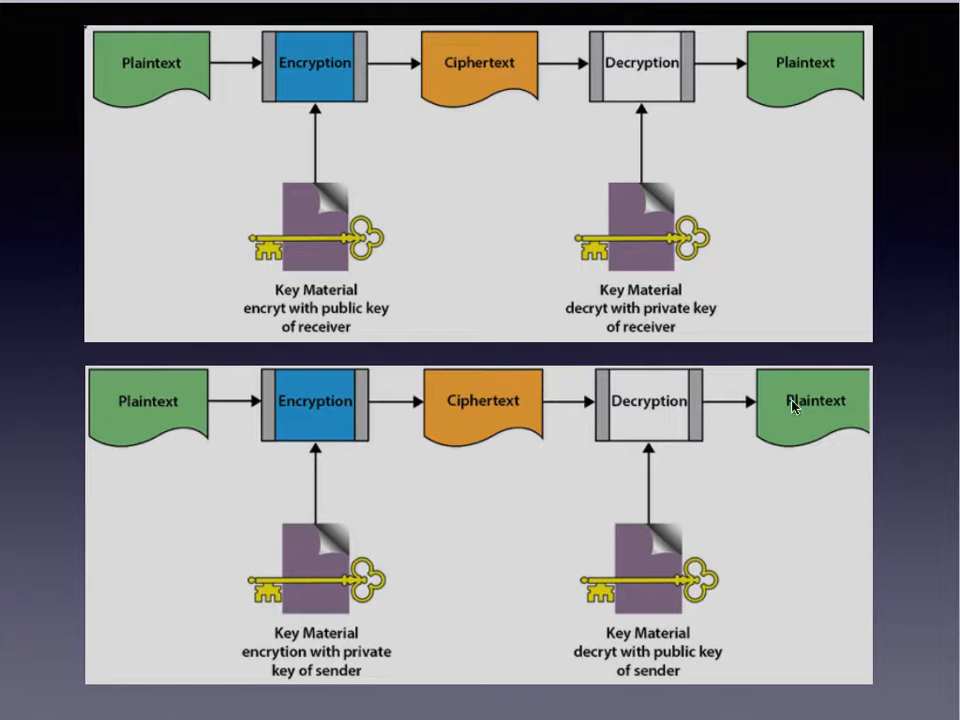 Plaintext
Encryption
Ciphertext
Decryption
Plaintext
Key Material
encryt with public key
of receiver
Key Material
decryt with private key
of receiver
Plaintext
Encryption
Ciphertext
Decryption
Plaintext
Key Material
encrytion with private
key of sender
Key Material
decryt with public key
of sender